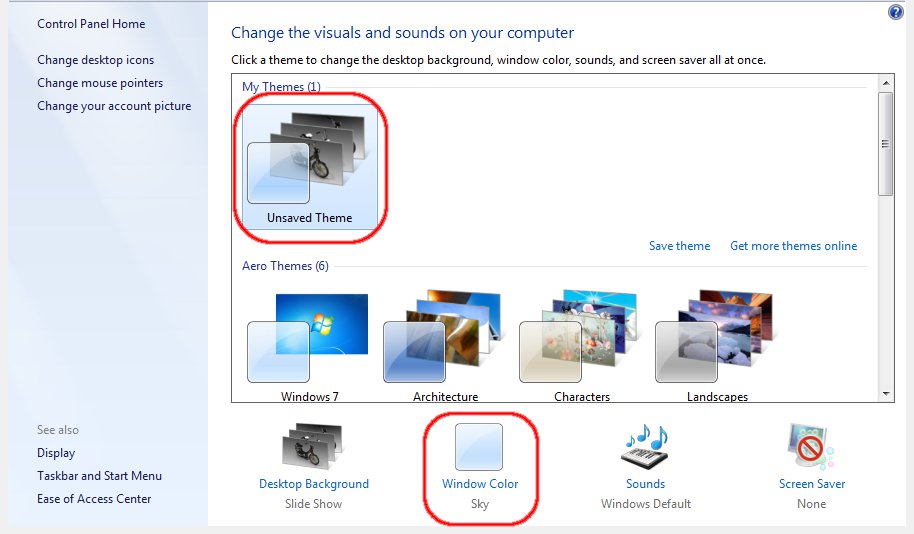 Control Panel Home
Change desktop icons
Change mouse pointers
Change your account picture
Change the visuals and sounds on your computer
Click a theme to change the desktop background, window color, sounds, and screen saver all at once.
My Themes (1)
Unsaved Theme
Save theme Get more themes online
Aero Themes (6)
Windows 7 Architecture Characters Landscapes
See also
Display
Taskbar and Start Menu
Ease of Access Center
Desktop Background Window Color Sounds Screen Saver
Slide Show Sky Windows Default None